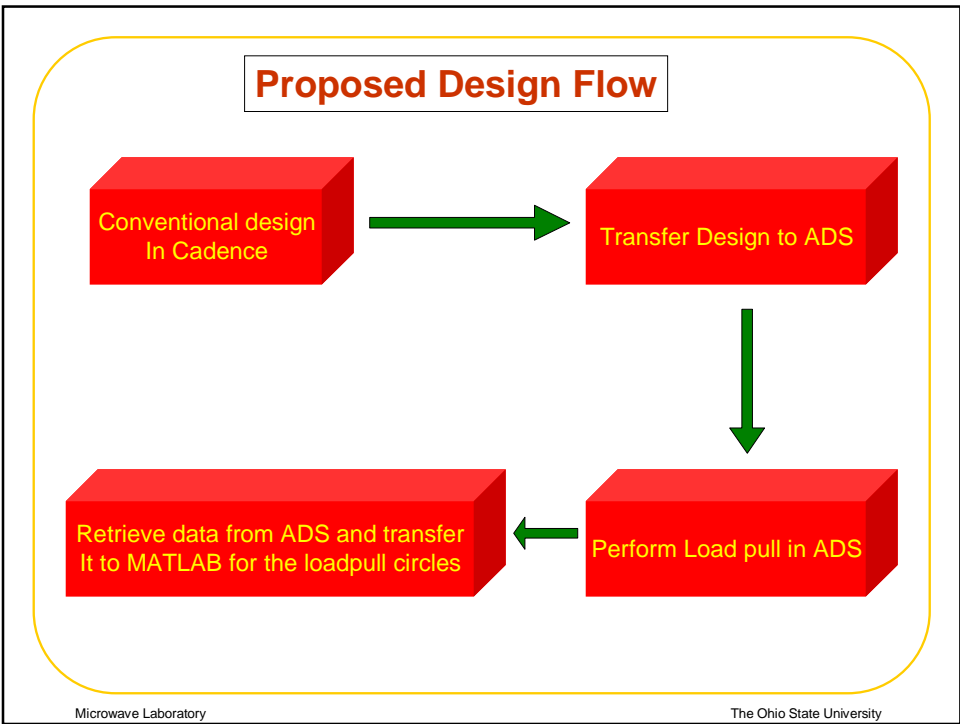 Proposed Design Flow
Conventional design
In Cadence
Transfer Design to ADS
Perform Load pull in ADS
Retrieve data from ADS and transfer
It to MATLAB for the loadpull circles
Microwave Laboratory
The Ohio State University